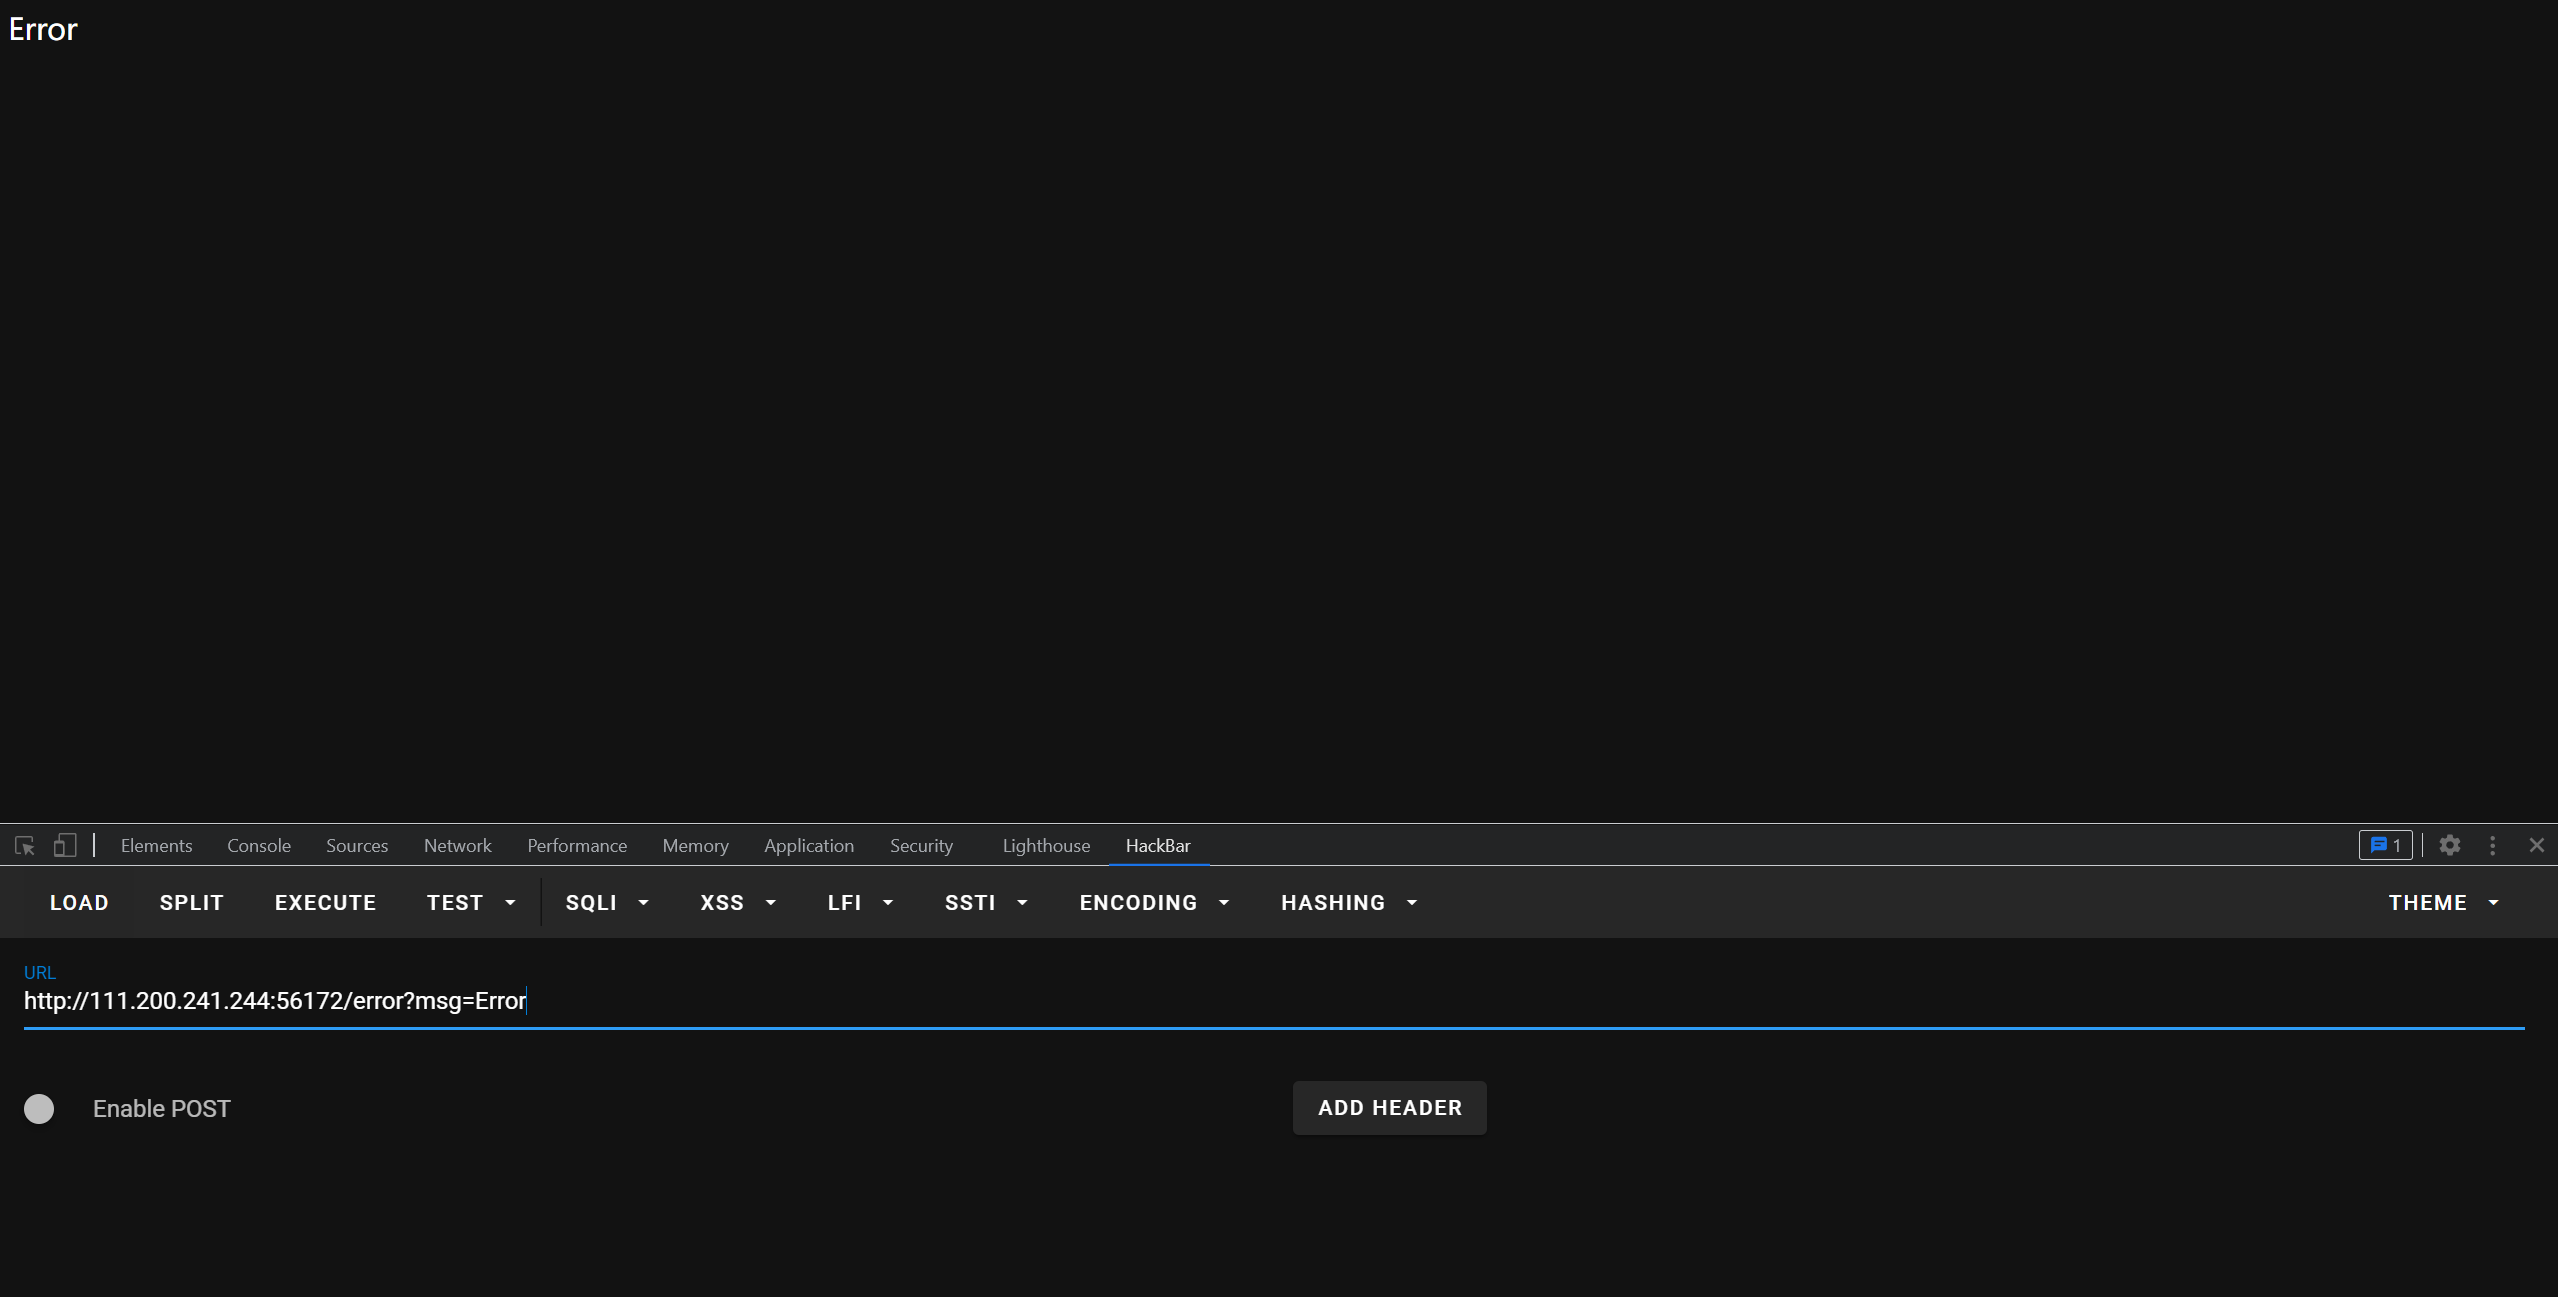 Error
Elements Console Sources Network Performance Memory Application Security Lighthouse HackBar 1
LOAD SPLIT EXECUTE TEST SQLI XSS LFI SSTI ENCODING HASHING THEME
URL
http://111.200.241.244:56172/error?msg=Error
Enable POST ADD HEADER